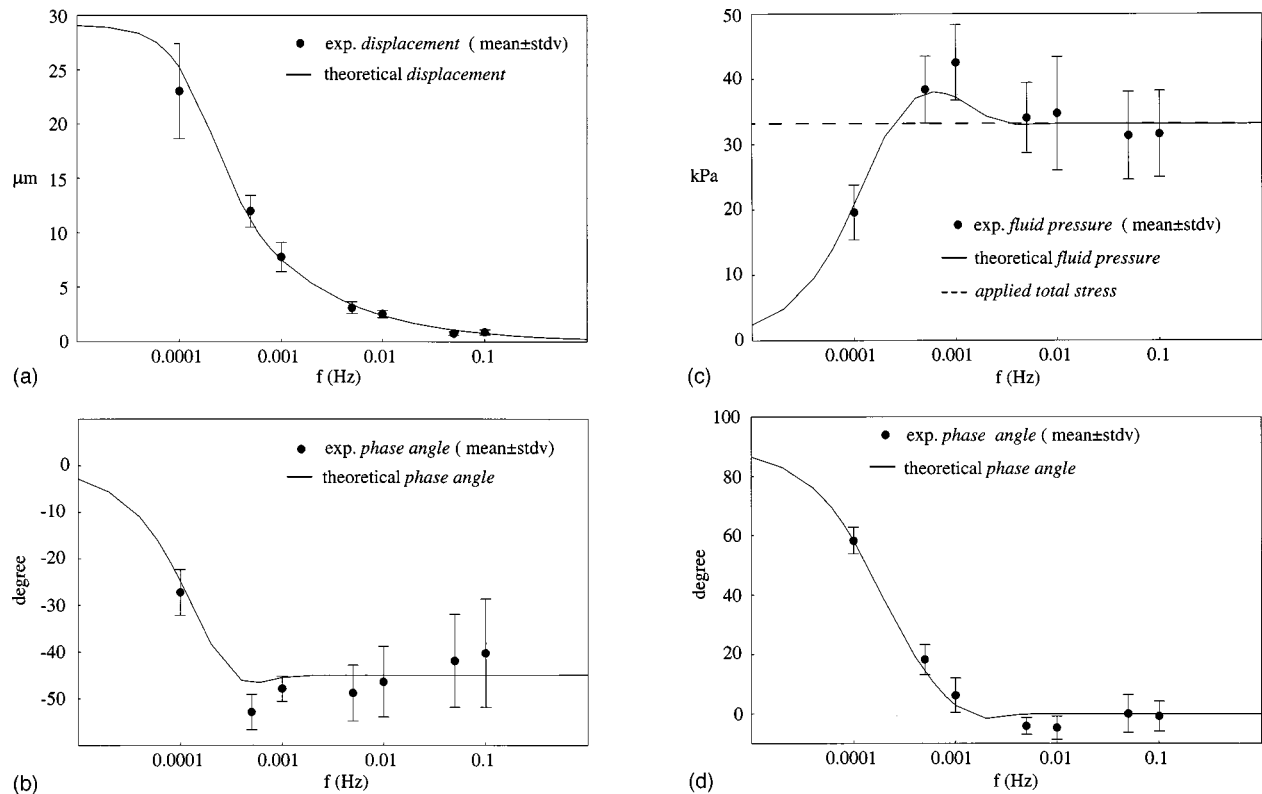 30
25
20
15
10
5
0
μm
● exp. displacement ( mean±stdv)
— theoretical displacement
0.0001 0.001 0.01 0.1
f (Hz)
(a)
0
-10
-20
-30
-40
-50
degree
● exp. phase angle ( mean±stdv)
— theoretical phase angle
0.0001 0.001 0.01 0.1
f (Hz)
(b)
50
40
30
20
10
0
kPa
● exp. fluid pressure ( mean±stdv)
— theoretical fluid pressure
--- applied total stress
0.0001 0.001 0.01 0.1
f (Hz)
(c)
100
80
60
40
20
0
degree
● exp. phase angle ( mean±stdv)
— theoretical phase angle
0.0001 0.001 0.01 0.1
f (Hz)
(d)